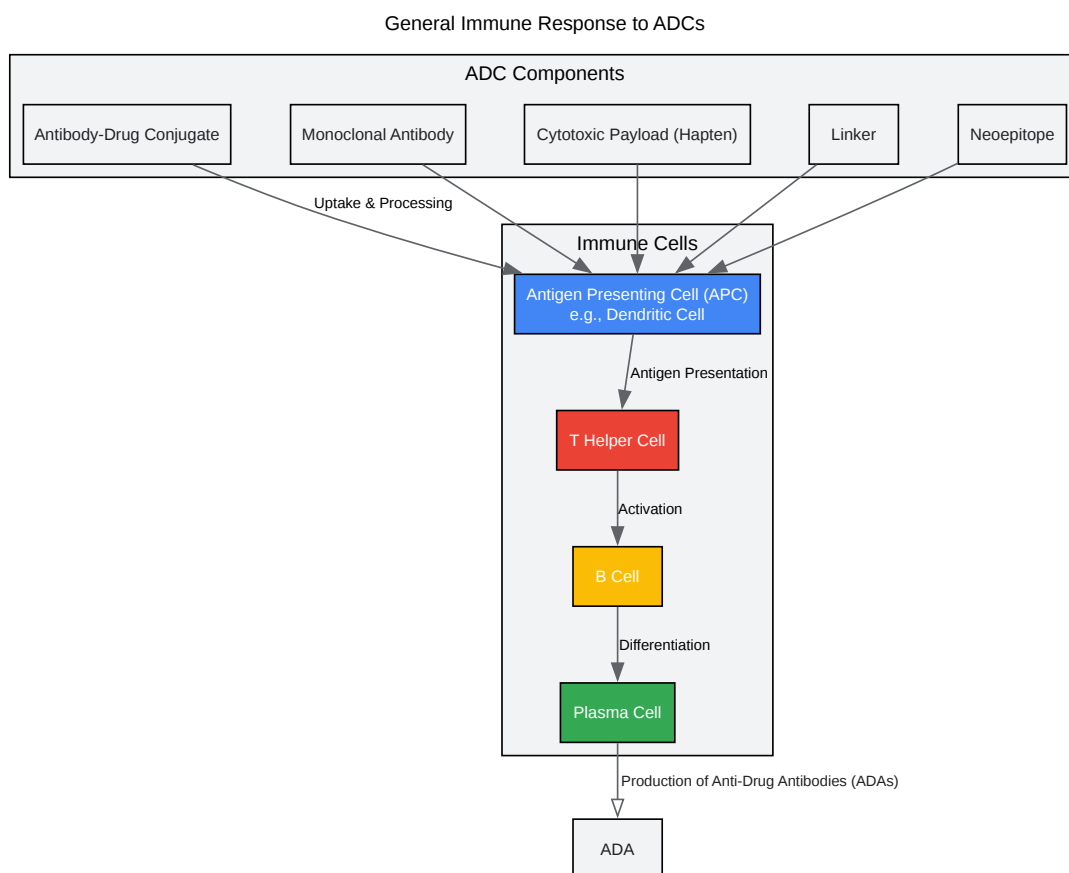 General Immune Response to ADCs
ADC Components
Antibody-Drug Conjugate
Monoclonal Antibody
Cytotoxic Payload (Hapten)
Linker
Neoepitope
Uptake & Processing
Immune Cells
Antigen Presenting Cell (APC)
e.g., Dendritic Cell
Antigen Presentation
T Helper Cell
Activation
B Cell
Differentiation
Plasma Cell
Production of Anti-Drug Antibodies (ADAs)
ADA